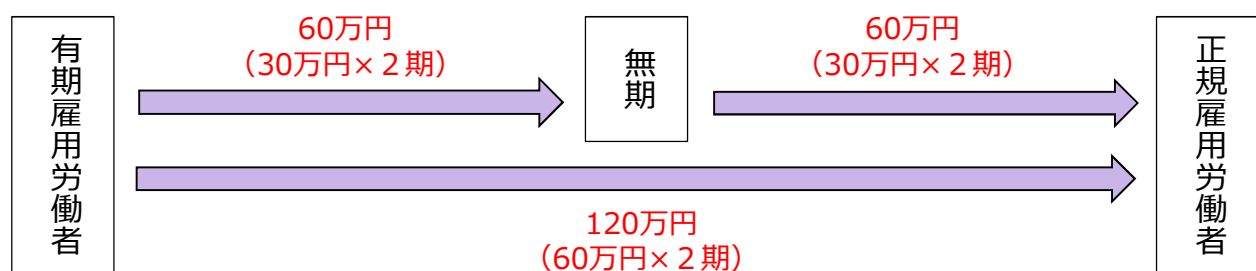 有期雇用労働者
60万円
（30万円×２期）
無期
60万円
（30万円×２期）
正規雇用労働者
120万円
（60万円×２期）